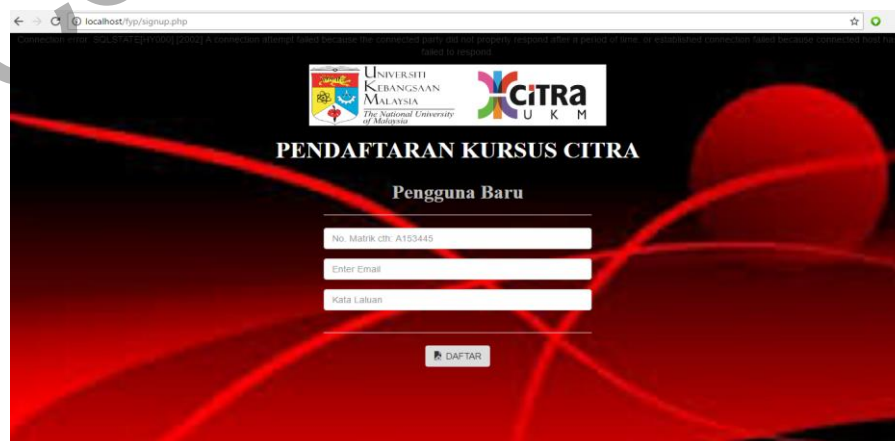 localhost/fyp/signup.php
Connection error: SQLSTATE[HY000] [2002] A connection attempt failed because the connected party did not properly respond after a period of time, or established connection failed because connected host has
failed to respond.
UNIVERSITI
KEBANGSAAN
MALAYSIA
The National University
of Malaysia
CiTRa
U K M
PENDAFTARAN KURSUS CITRA
Pengguna Baru
No. Matrik cth: A153445
Enter Email
Kata Laluan
DAFTAR